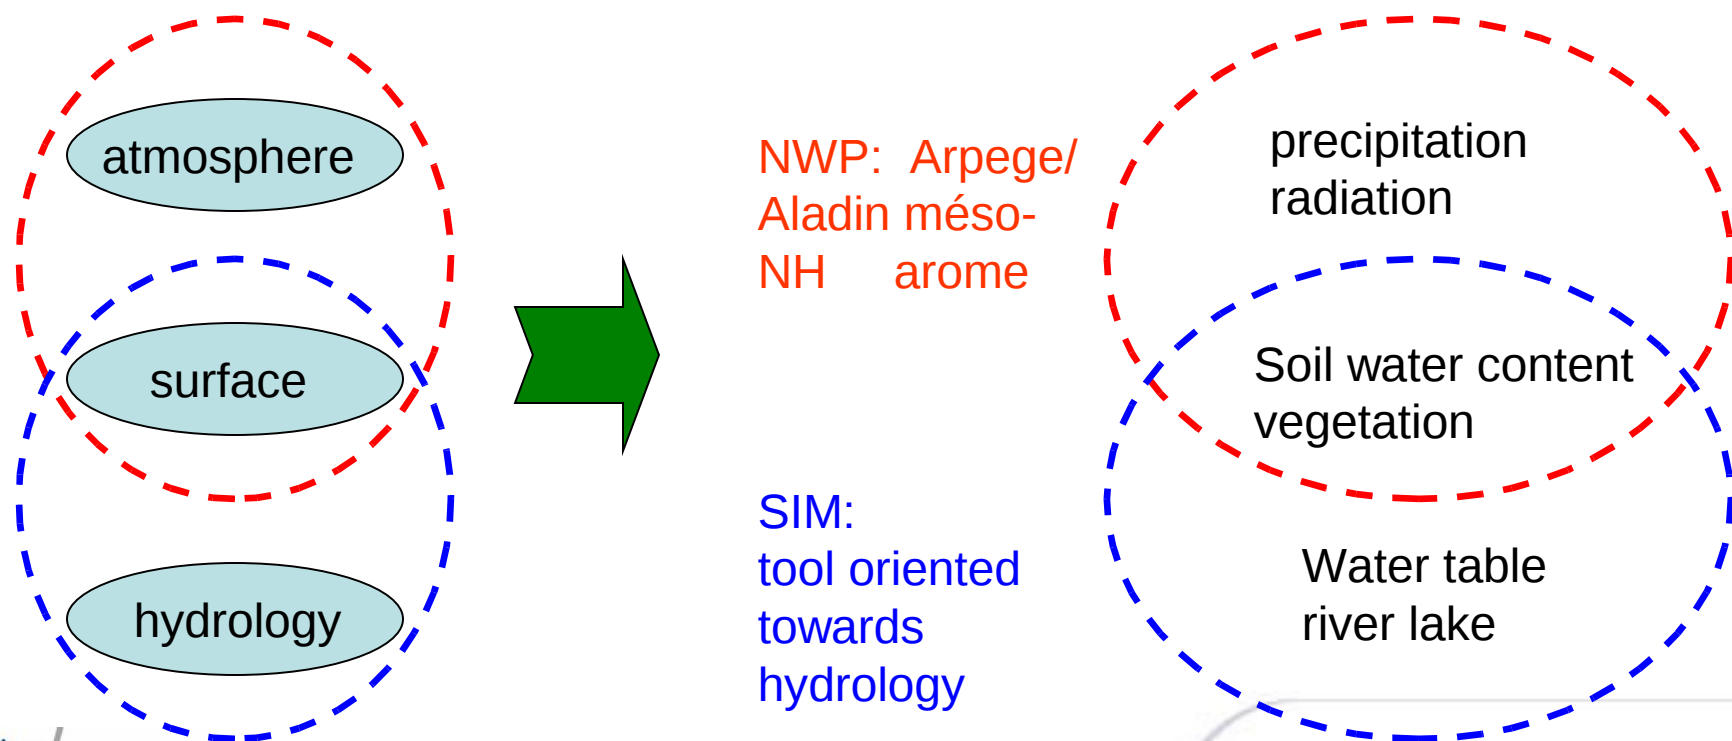 atmosphere
surface
hydrology
NWP: Arpege/
Aladin méso-
NH arome
SIM:
tool oriented
towards
hydrology
precipitation
radiation
Soil water content
vegetation
Water table
river lake